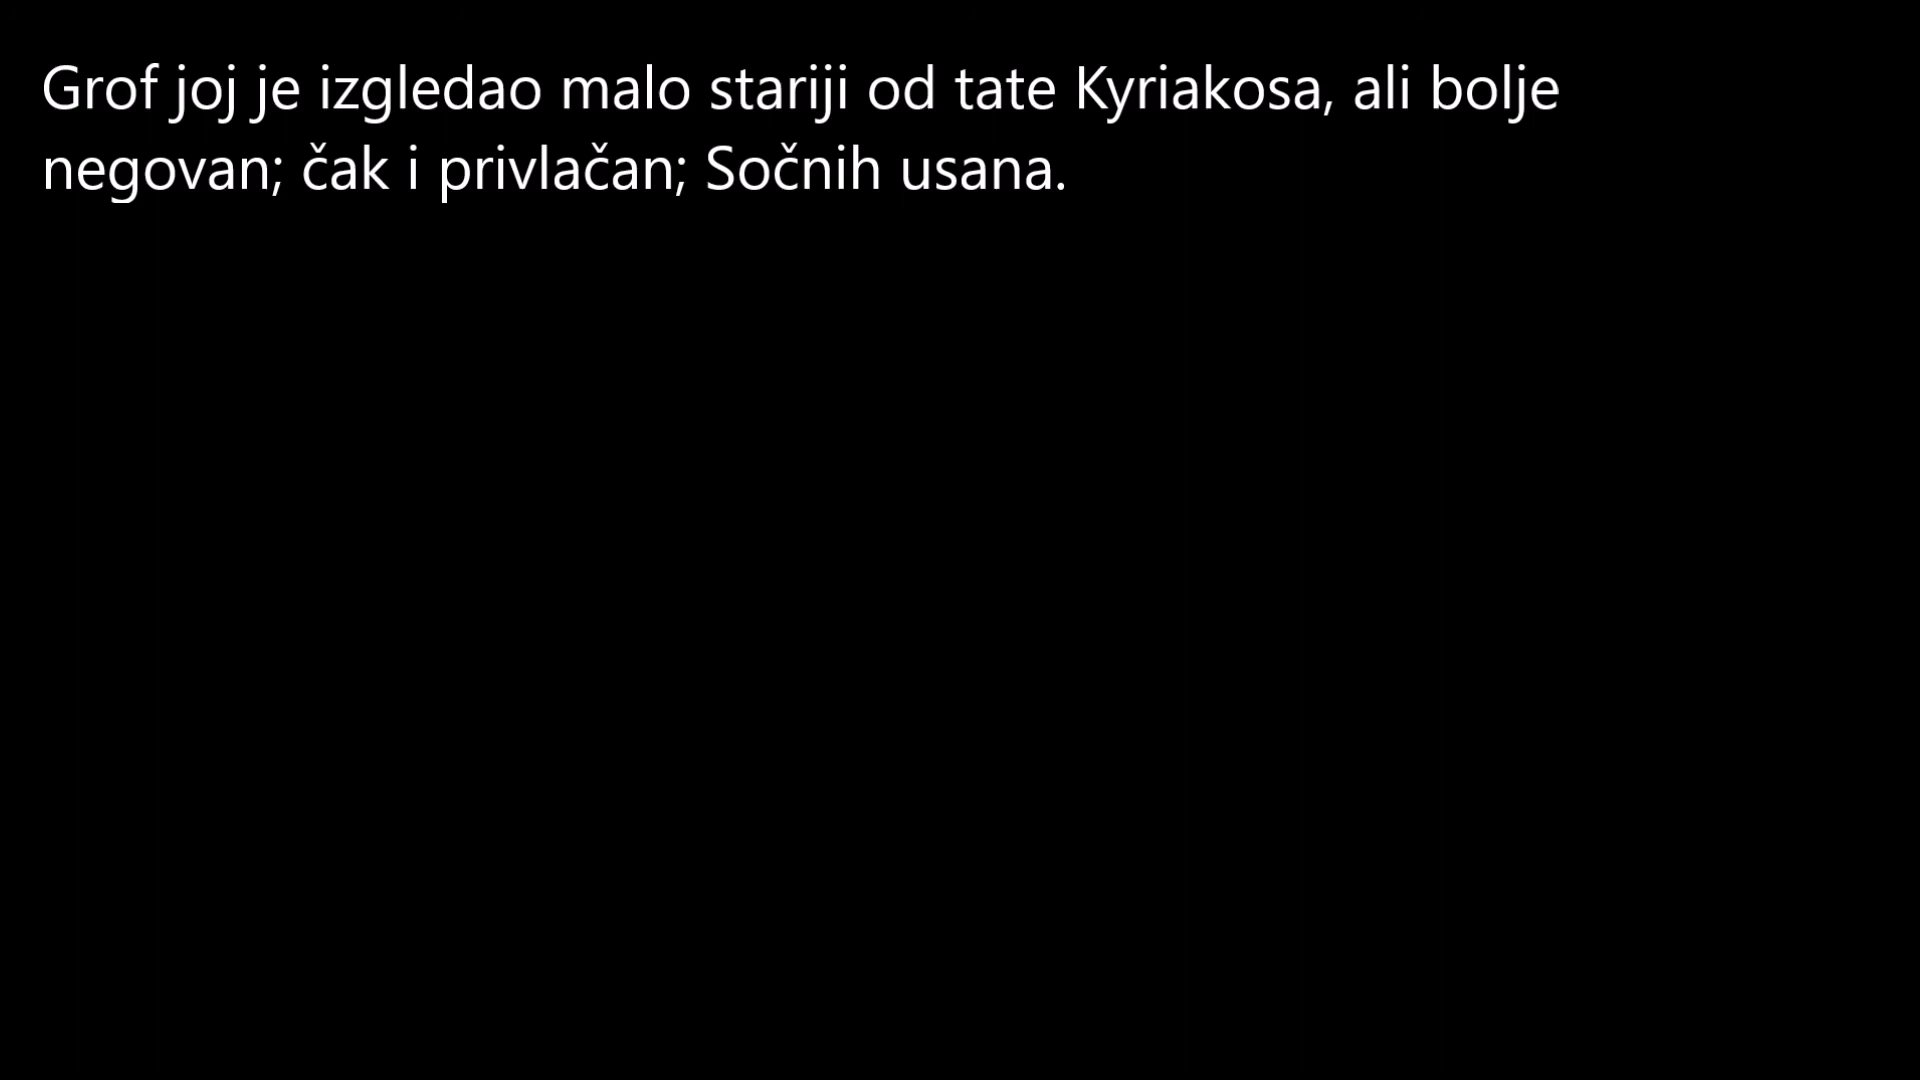 Grof joj je izgledao malo stariji od tate Kyriakosa, ali bolje
negovan; čak i privlačan; Sočnih usana.